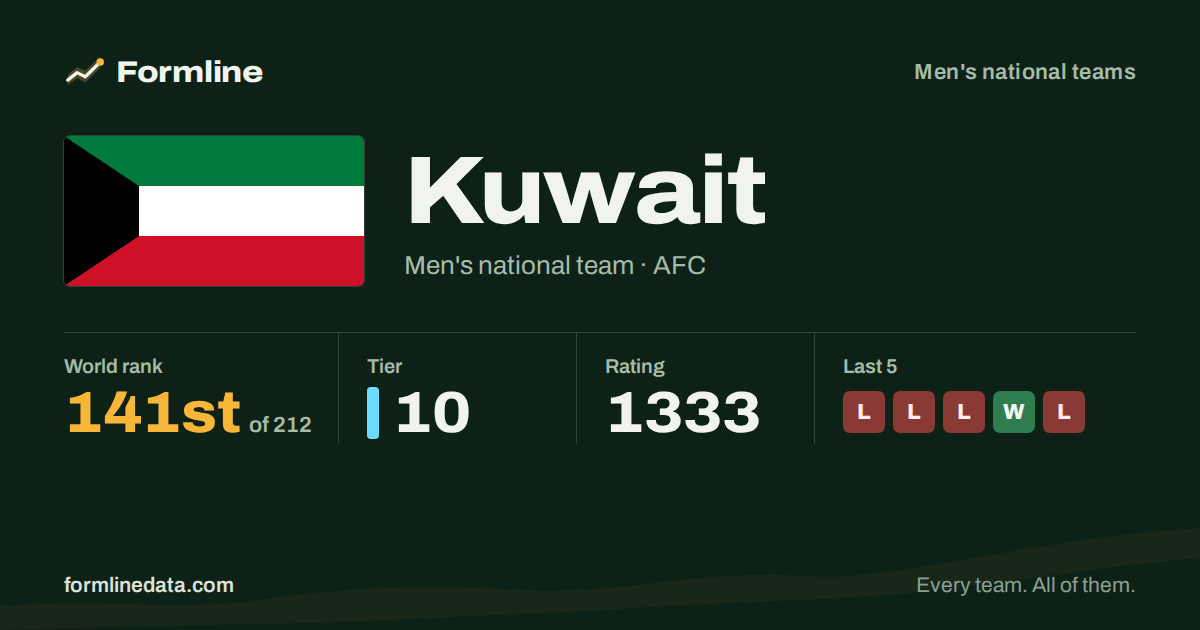 Formline
Men's national teams
Kuwait
Men's national team · AFC
World rank
141st of 212
Tier
10
Rating
1333
Last 5
L L L W L
formlinedata.com
Every team. All of them.